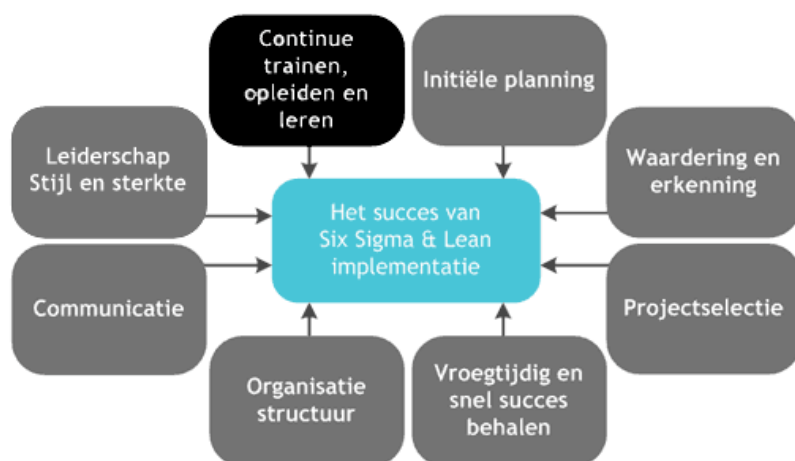 Continue
trainen,
opleiden en
leren
Initiële planning
Leiderschap
Stijl en sterkte
Waardering en
erkenning
Het succes van
Six Sigma & Lean
implementatie
Communicatie
Projectselectie
Organisatie
structuur
Vroegtijdig en
snel succes
behalen